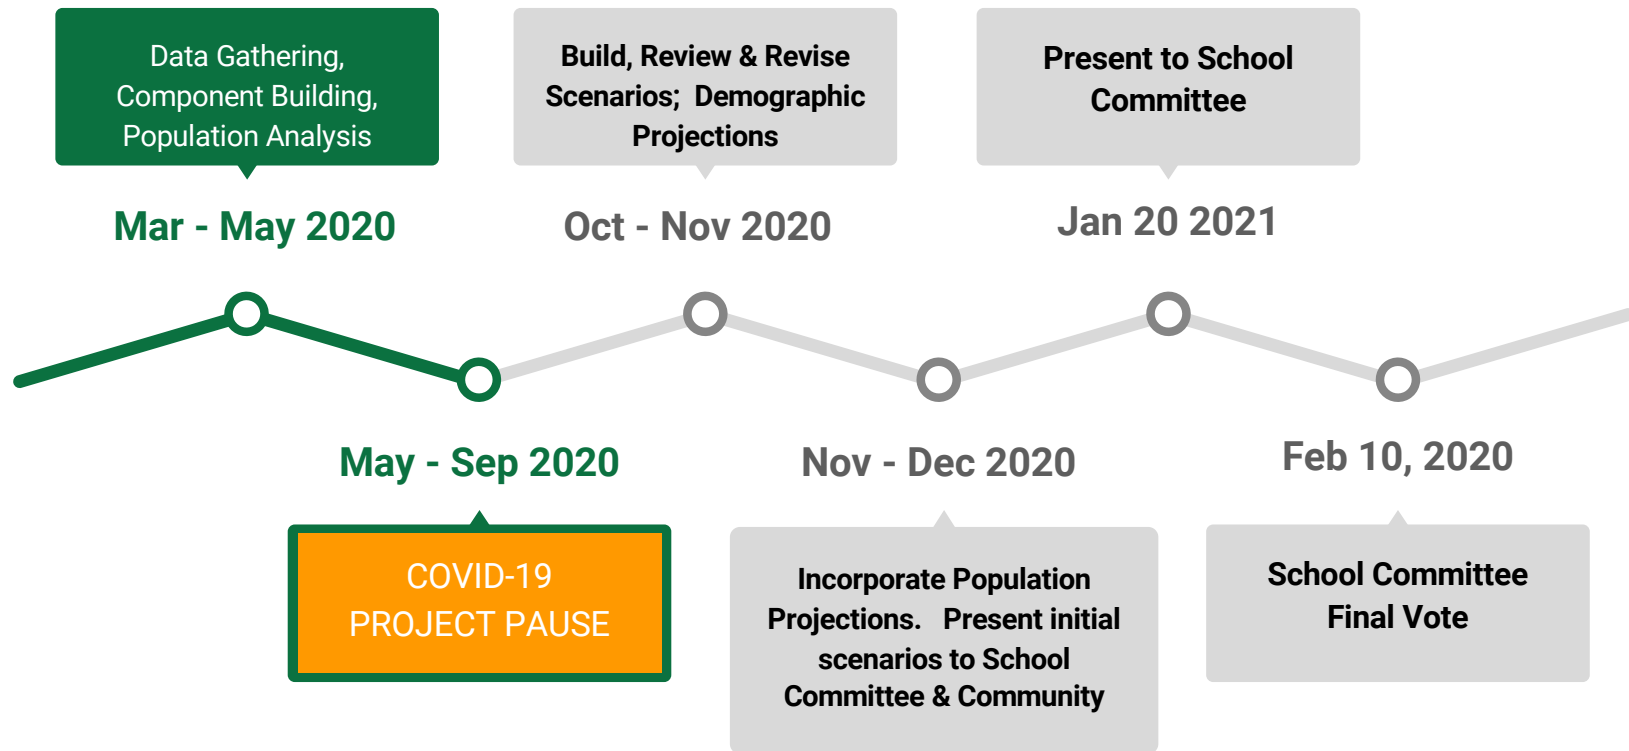 Data Gathering,
Component Building,
Population Analysis
Mar - May 2020
Build, Review & Revise
Scenarios; Demographic
Projections
Oct - Nov 2020
Present to School
Committee
Jan 20 2021
May - Sep 2020
COVID-19
PROJECT PAUSE
Nov - Dec 2020
Incorporate Population
Projections. Present initial
scenarios to School
Committee & Community
Feb 10, 2020
School Committee
Final Vote